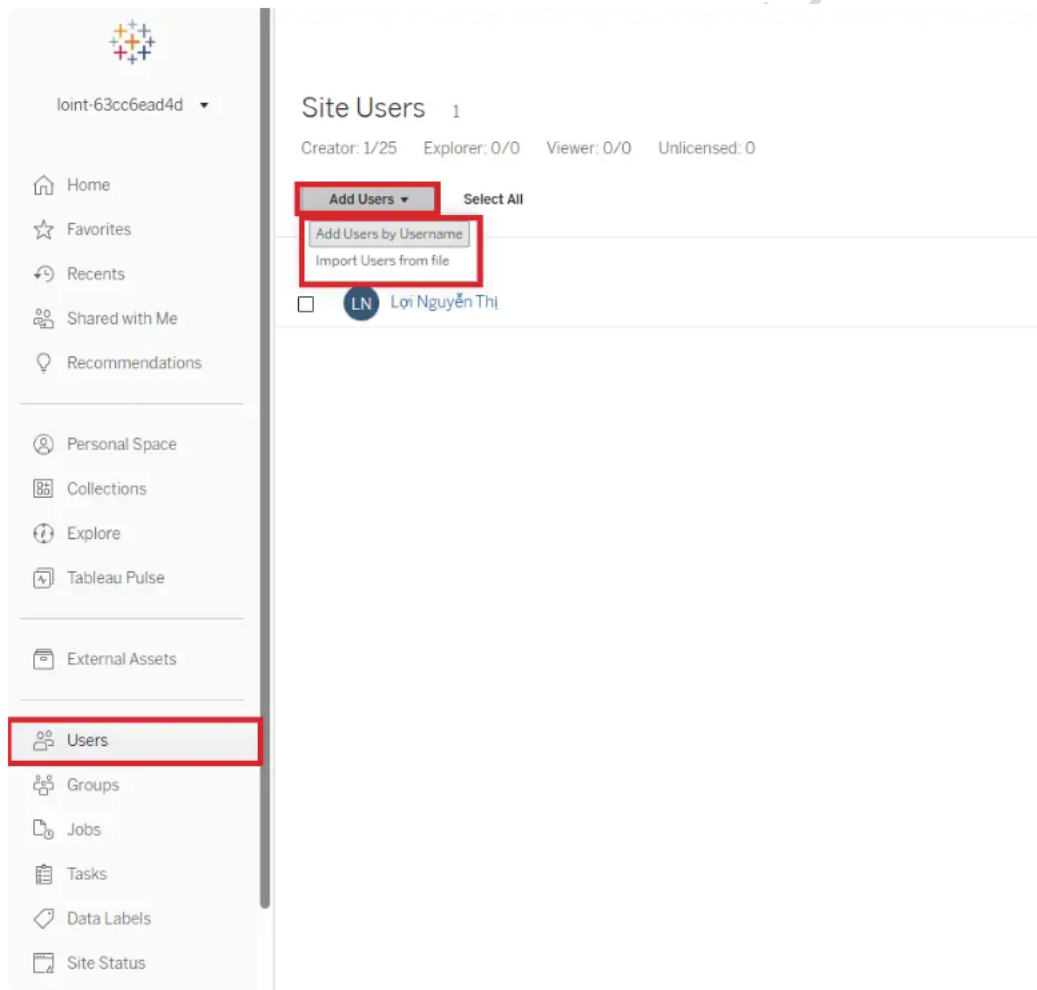 loint-63cc6ead4d
Home
Favorites
Recents
Shared with Me
Recommendations
Personal Space
Collections
Explore
Tableau Pulse
External Assets
Users
Groups
Jobs
Tasks
Data Labels
Site Status
Site Users 1
Creator: 1/25 Explorer: 0/0 Viewer: 0/0 Unlicensed: 0
Add Users Select All
Add Users by Username
Import Users from file
LN Lợi Nguyễn Thị